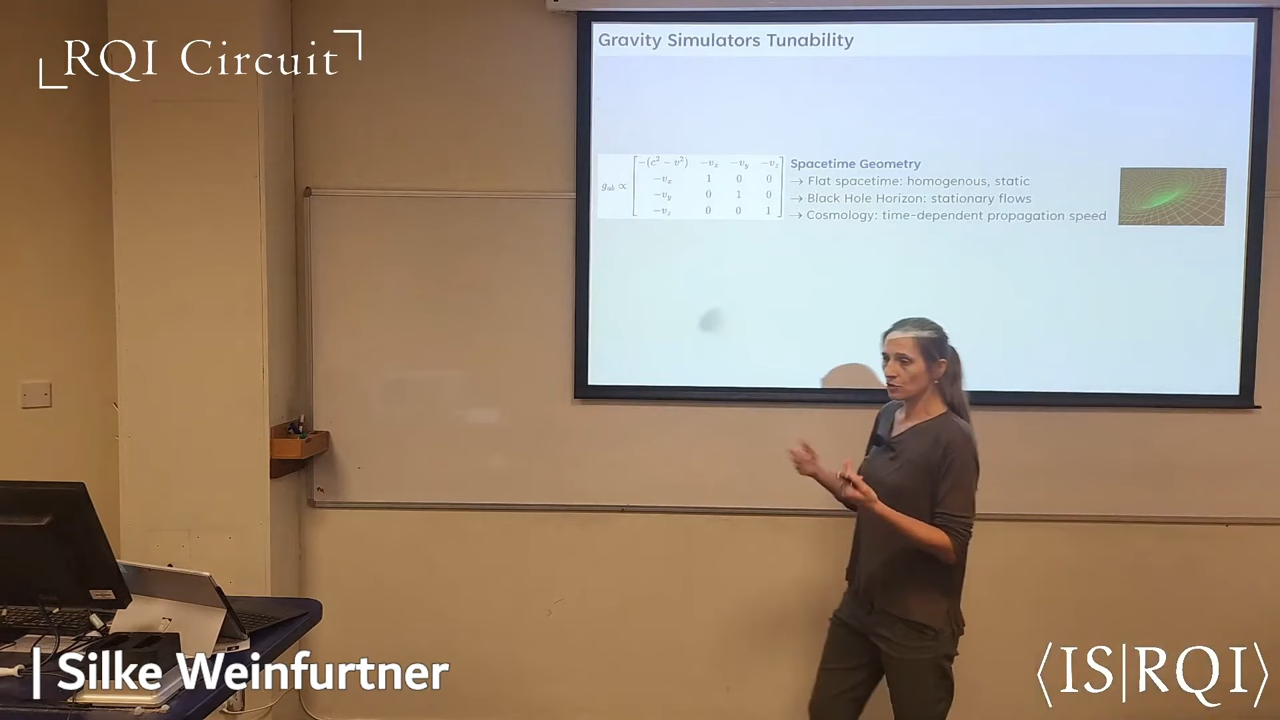 RQI Circuit
Gravity Simulators Tunability
g_ab ∝ [ -(c² - v²) -v_x -v_y -v_z
-v_x 1 0 0
-v_y 0 1 0
-v_z 0 0 1 ]
Spacetime Geometry
→ Flat spacetime: homogenous, static
→ Black Hole Horizon: stationary flows
→ Cosmology: time-dependent propagation speed
| Silke Weinfurtner
⟨IS|RQI⟩